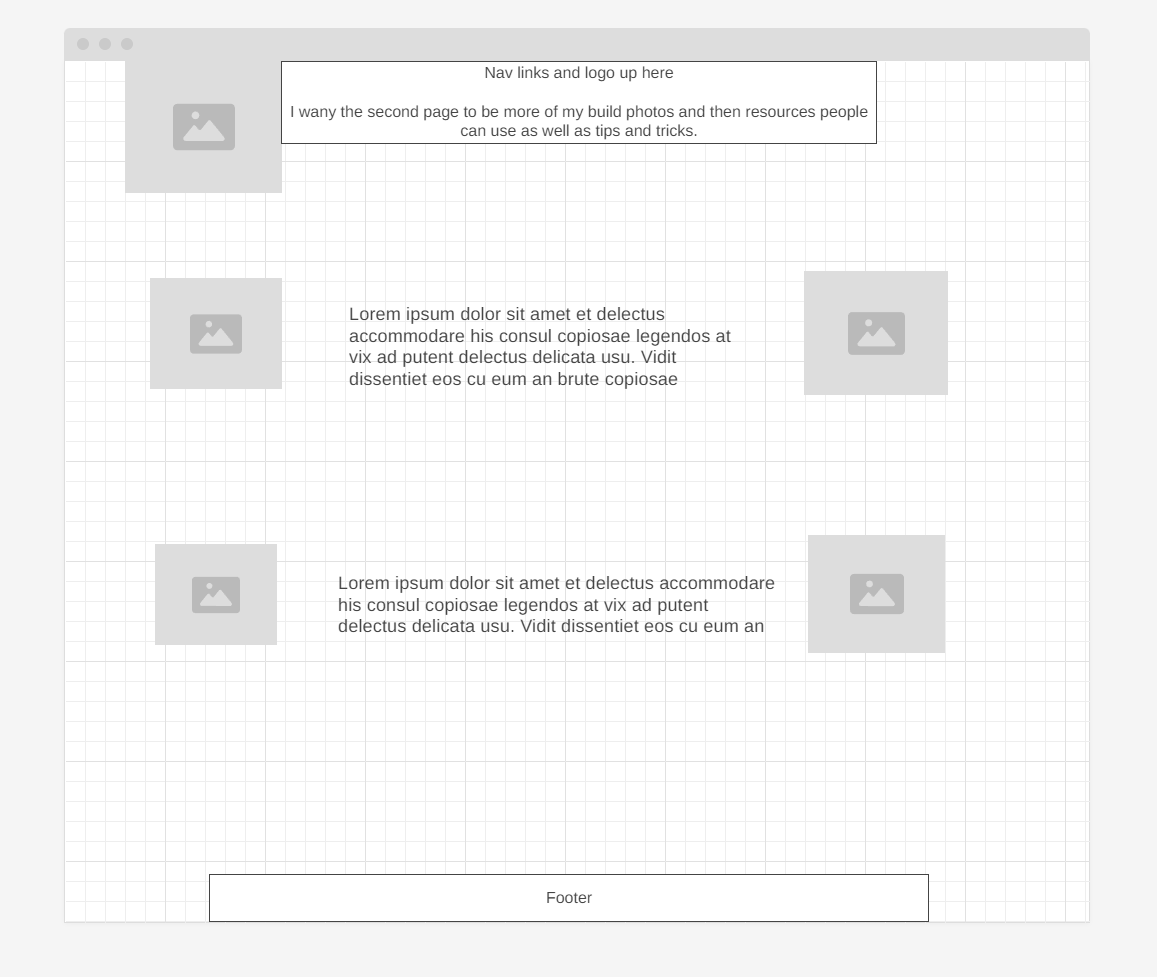 Nav links and logo up here
I wany the second page to be more of my build photos and then resources people
can use as well as tips and tricks.
Lorem ipsum dolor sit amet et delectus
accommodare his consul copiosae legendos at
vix ad putent delectus delicata usu. Vidit
dissentiet eos cu eum an brute copiosae
Lorem ipsum dolor sit amet et delectus accommodare
his consul copiosae legendos at vix ad putent
delectus delicata usu. Vidit dissentiet eos cu eum an
Footer